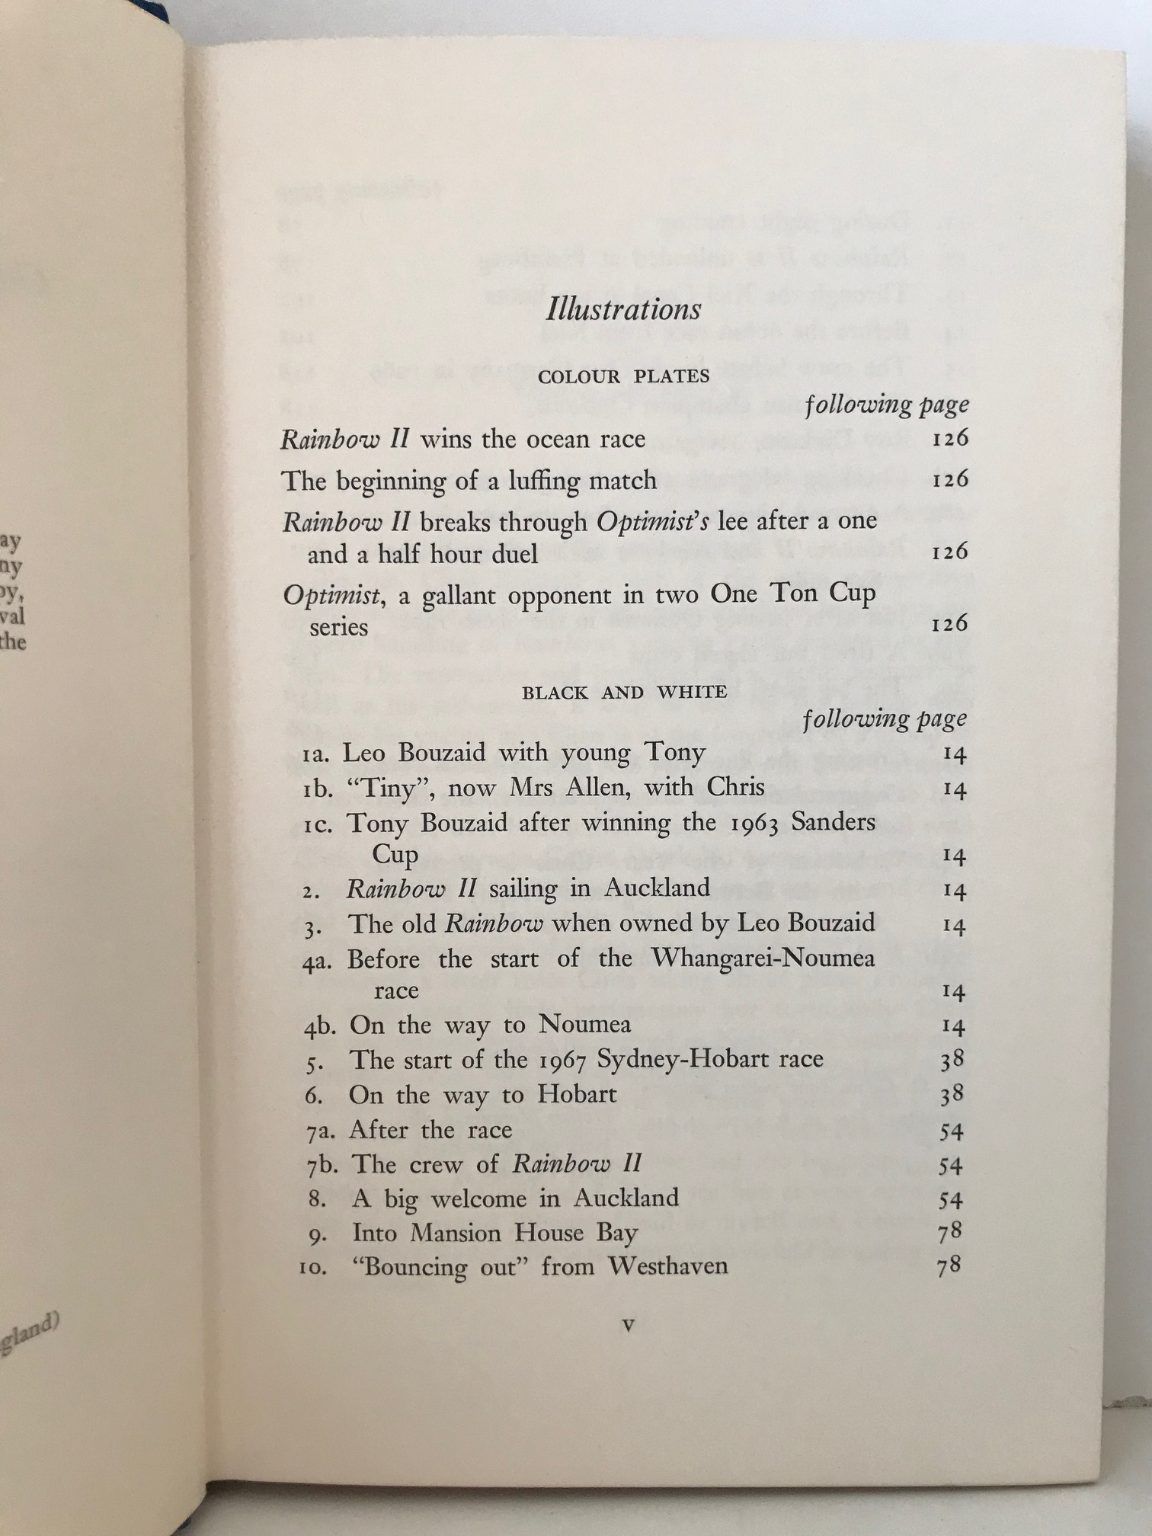 ay
ny
oy,
val
the
gland)
Illustrations
COLOUR PLATES
following page
Rainbow II wins the ocean race 126
The beginning of a luffing match 126
Rainbow II breaks through Optimist's lee after a one
and a half hour duel 126
Optimist, a gallant opponent in two One Ton Cup
series 126
BLACK AND WHITE
following page
1a. Leo Bouzaid with young Tony 14
1b. “Tiny”, now Mrs Allen, with Chris 14
1c. Tony Bouzaid after winning the 1963 Sanders
Cup 14
2. Rainbow II sailing in Auckland 14
3. The old Rainbow when owned by Leo Bouzaid 14
4a. Before the start of the Whangarei-Noumea
race 14
4b. On the way to Noumea 14
5. The start of the 1967 Sydney-Hobart race 38
6. On the way to Hobart 38
7a. After the race 54
7b. The crew of Rainbow II 54
8. A big welcome in Auckland 54
9. Into Mansion House Bay 78
10. “Bouncing out” from Westhaven 78
v